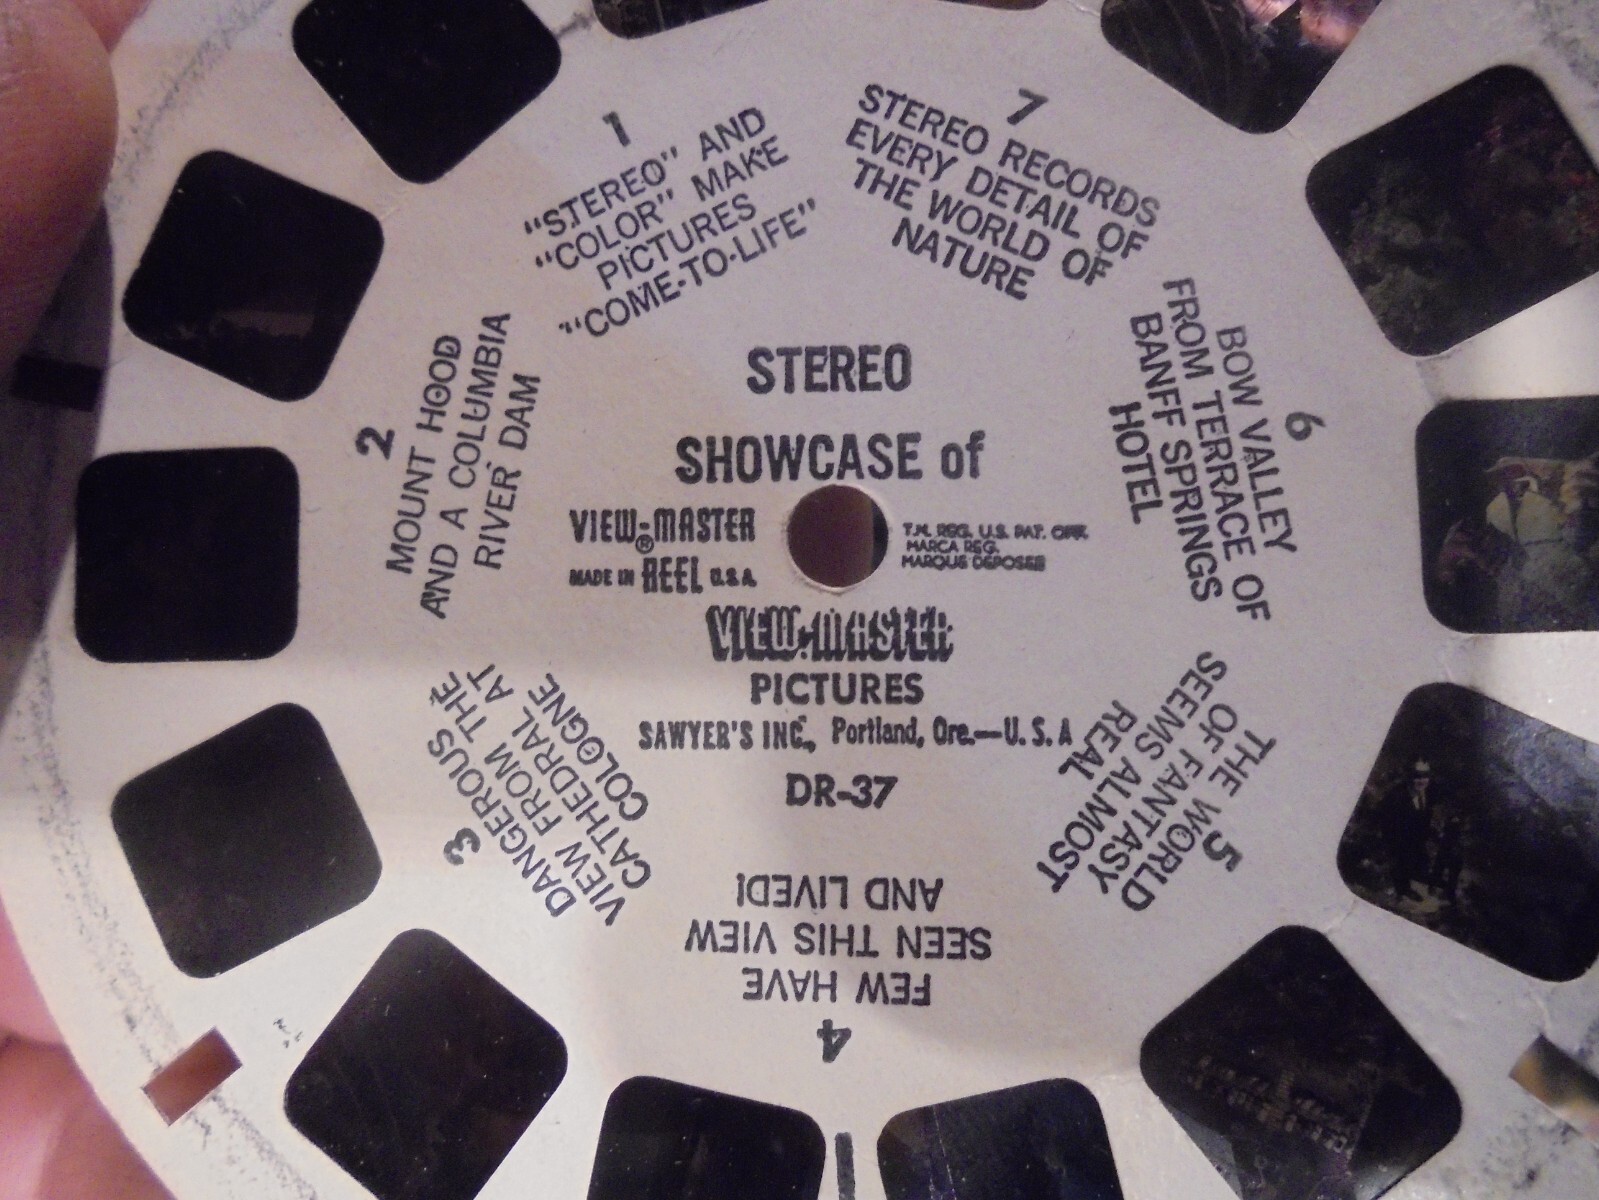 STEREO
SHOWCASE of
VIEW-MASTER®
MADE IN REEL U.S.A.
T.M. REG. U.S. PAT. OFF.
MARCA REG.
MARQUE DEPOSEE
VIEW-MASTER
PICTURES
SAWYER'S INC., Portland, Ore.—U.S.A
DR-37
1
"STEREO" AND
"COLOR" MAKE
PICTURES
"COME-TO-LIFE"
2
MOUNT HOOD
AND A COLUMBIA
RIVER DAM
3
DANGEROUS
VIEW FROM THE
CATHEDRAL AT
COLOGNE
4
FEW HAVE
SEEN THIS VIEW
AND LIVED!
5
THE WORLD
OF FANTASY
SEEMS ALMOST
REAL
6
BOW VALLEY
FROM TERRACE OF
BANFF SPRINGS
HOTEL
7
STEREO RECORDS
EVERY DETAIL OF
THE WORLD OF
NATURE